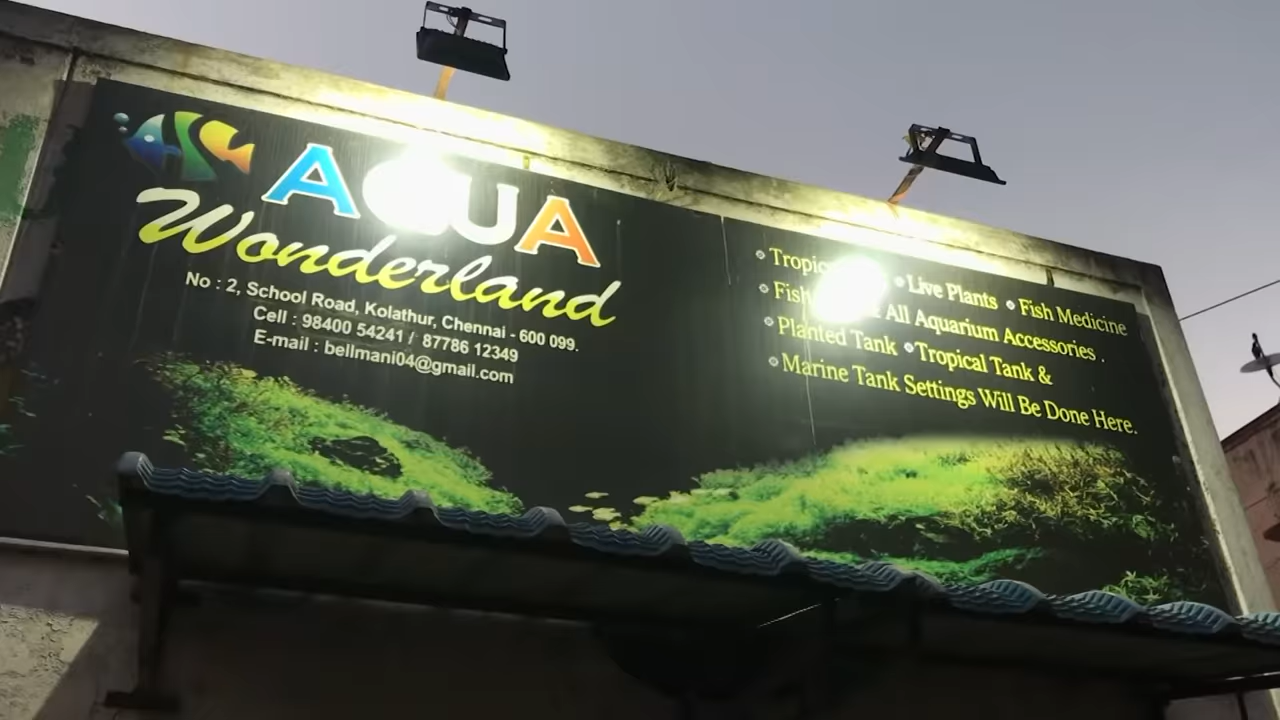 AQUA
Wonderland
No : 2, School Road, Kolathur, Chennai - 600 099.
Cell : 98400 54241 / 87786 12349
E-mail : bellmani04@gmail.com
Live Plants Fish Medicine
Fish All Aquarium Accessories .
Planted Tank Tropical Tank &
Marine Tank Settings Will Be Done Here.